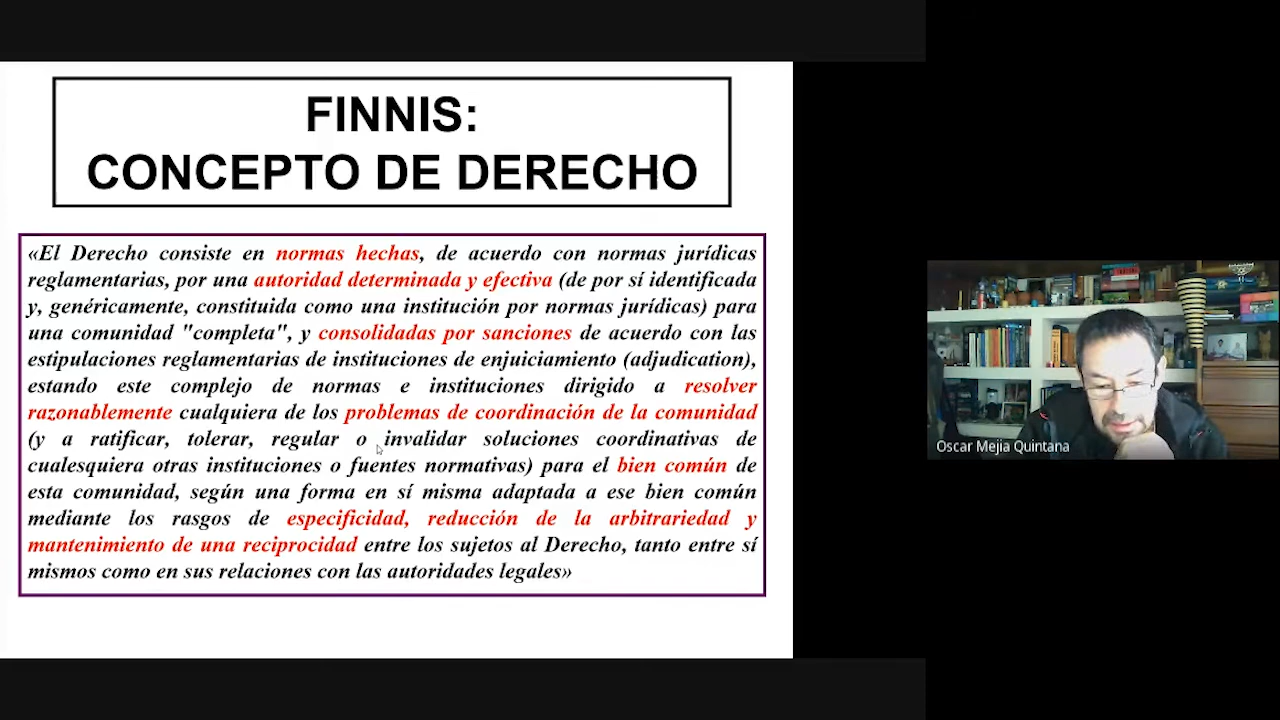 FINNIS:
CONCEPTO DE DERECHO
«El Derecho consiste en normas hechas, de acuerdo con normas jurídicas
reglamentarias, por una autoridad determinada y efectiva (de por sí identificada
y, genéricamente, constituida como una institución por normas jurídicas) para
una comunidad "completa", y consolidadas por sanciones de acuerdo con las
estipulaciones reglamentarias de instituciones de enjuiciamiento (adjudication),
estando este complejo de normas e instituciones dirigido a resolver
razonablemente cualquiera de los problemas de coordinación de la comunidad
(y a ratificar, tolerar, regular o invalidar soluciones coordinativas de
cualesquiera otras instituciones o fuentes normativas) para el bien común de
esta comunidad, según una forma en sí misma adaptada a ese bien común
mediante los rasgos de especificidad, reducción de la arbitrariedad y
mantenimiento de una reciprocidad entre los sujetos al Derecho, tanto entre sí
mismos como en sus relaciones con las autoridades legales»
Oscar Mejia Quintana